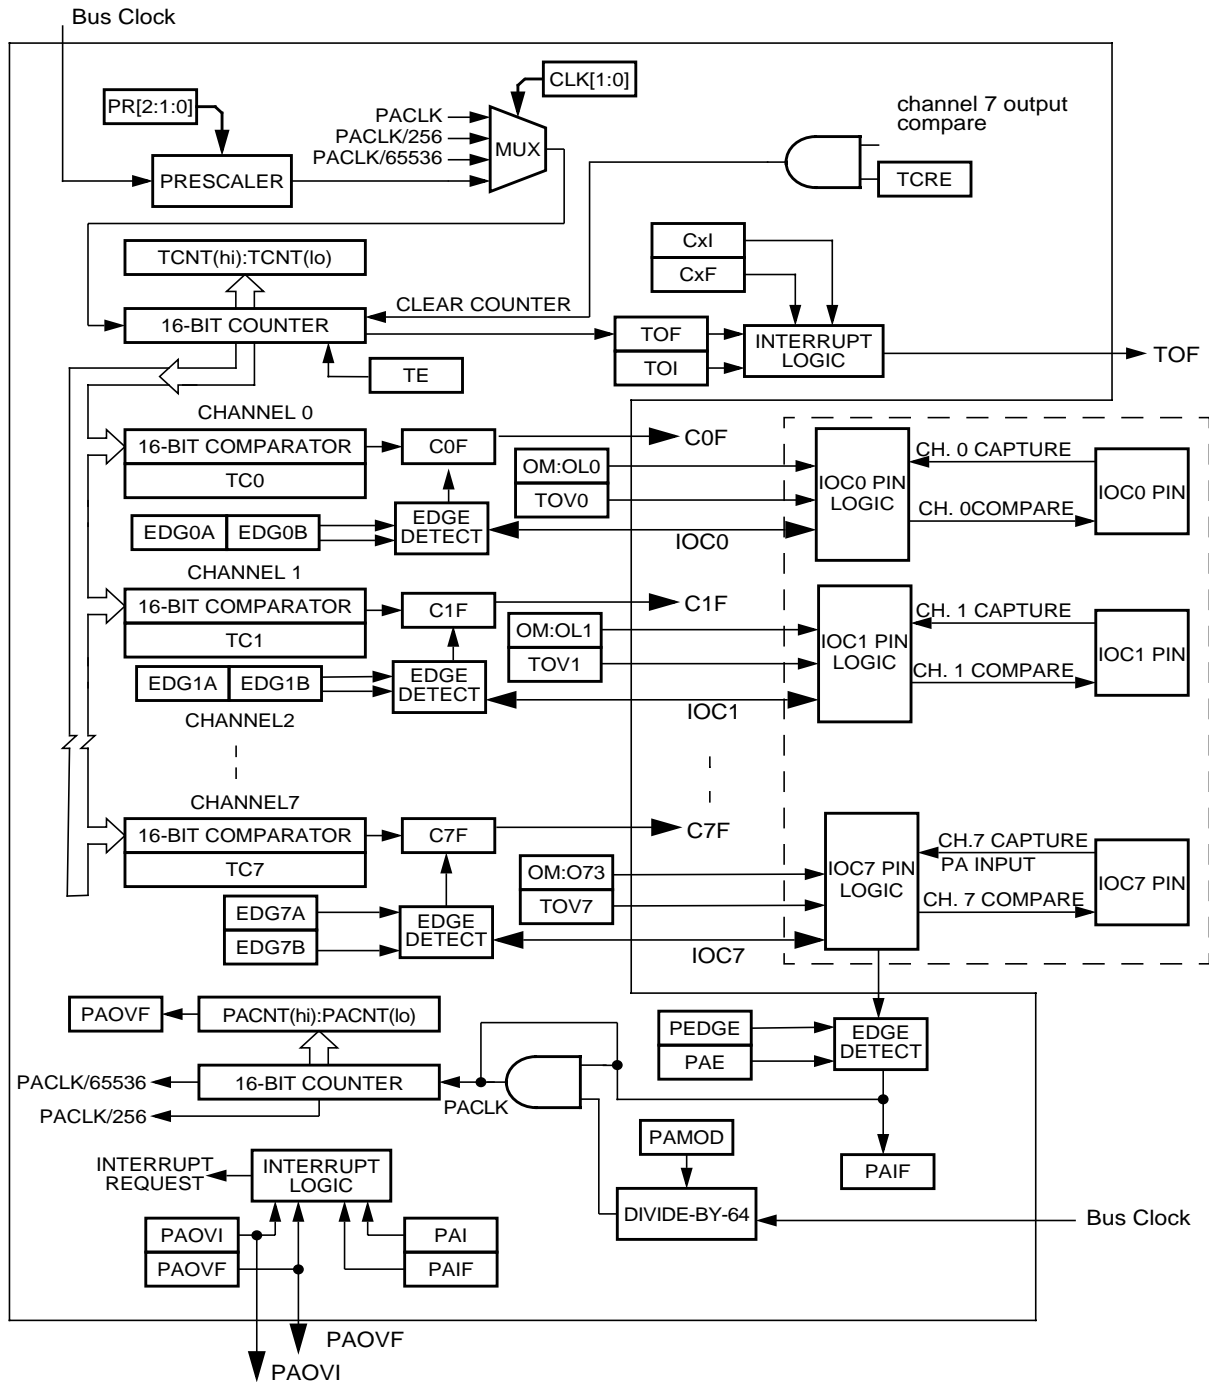 Bus Clock
CLK[1:0]
PR[2:1:0]
channel 7 output
compare
PACLK
PACLK/256
PACLK/65536
MUX
PRESCALER
TCRE
CxI
CxF
TCNT(hi):TCNT(lo)
CLEAR COUNTER
16-BIT COUNTER
TOF
TOI
INTERRUPT
LOGIC
TOF
TE
CHANNEL 0
16-BIT COMPARATOR
TC0
C0F
C0F
OM:OL0
TOV0
EDG0A
EDG0B
EDGE
DETECT
IOC0
IOC0 PIN
LOGIC
CH. 0 CAPTURE
CH. 0COMPARE
IOC0 PIN
CHANNEL 1
16-BIT COMPARATOR
TC1
C1F
C1F
OM:OL1
TOV1
EDG1A
EDG1B
EDGE
DETECT
IOC1
IOC1 PIN
LOGIC
CH. 1 CAPTURE
CH. 1 COMPARE
IOC1 PIN
CHANNEL2
CHANNEL7
16-BIT COMPARATOR
TC7
C7F
C7F
OM:O73
TOV7
EDG7A
EDG7B
EDGE
DETECT
IOC7
IOC7 PIN
LOGIC
CH.7 CAPTURE
PA INPUT
CH. 7 COMPARE
IOC7 PIN
PAOVF
PACNT(hi):PACNT(lo)
PEDGE
PAE
EDGE
DETECT
PACLK/65536
16-BIT COUNTER
PACLK
PACLK/256
PAMOD
PAIF
INTERRUPT
REQUEST
INTERRUPT
LOGIC
DIVIDE-BY-64
Bus Clock
PAOVI
PAOVF
PAI
PAIF
PAOVF
PAOVI